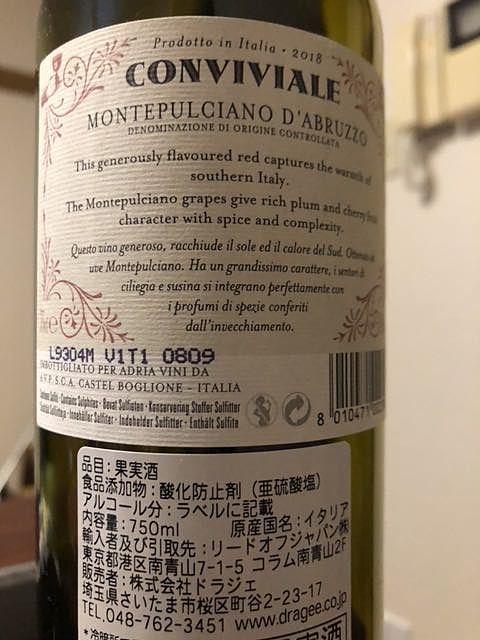 Prodotto in Italia • 2018
CONVIVIALE
MONTEPULCIANO D'ABRUZZO
DENOMINAZIONE DI ORIGINE CONTROLLATA
This generously flavoured red captures the warmth of
southern Italy.
The Montepulciano grapes give rich plum and cherry fruit
character with spice and complexity.
Questo vino generoso, racchiude il sole ed il calore del Sud. Ottenuto da
uve Montepulciano. Ha un grandissimo carattere, i sentori di
ciliegia e susina si integrano perfettamente con
i profumi di spezie conferiti
dall'invecchiamento.
L9304M V1T1 0809
IMBOTTIGLIATO PER ADRIA VINI DA
A.V.P. S.C.A. CASTEL BOGLIONE - ITALIA
Contiene Solfiti - Contains Sulphites - Bevat Sulfieten - Konservering Stoffer Sulfitter
Innehåller Sulfiter - Indeholder Sulfitter - Enthält Sulfite
8 010471
品目:果実酒
食品添加物:酸化防止剤(亜硫酸塩)
アルコール分:ラベルに記載
内容量:750ml 原産国名:イタリア
輸入者及び引取先:リードオフジャパン㈱
東京都港区南青山7-1-5 コラム南青山2F
販売者:株式会社ドラジェ
埼玉県さいたま市桜区町谷2-23-17
TEL.048-762-3451 www.dragee.co.jp